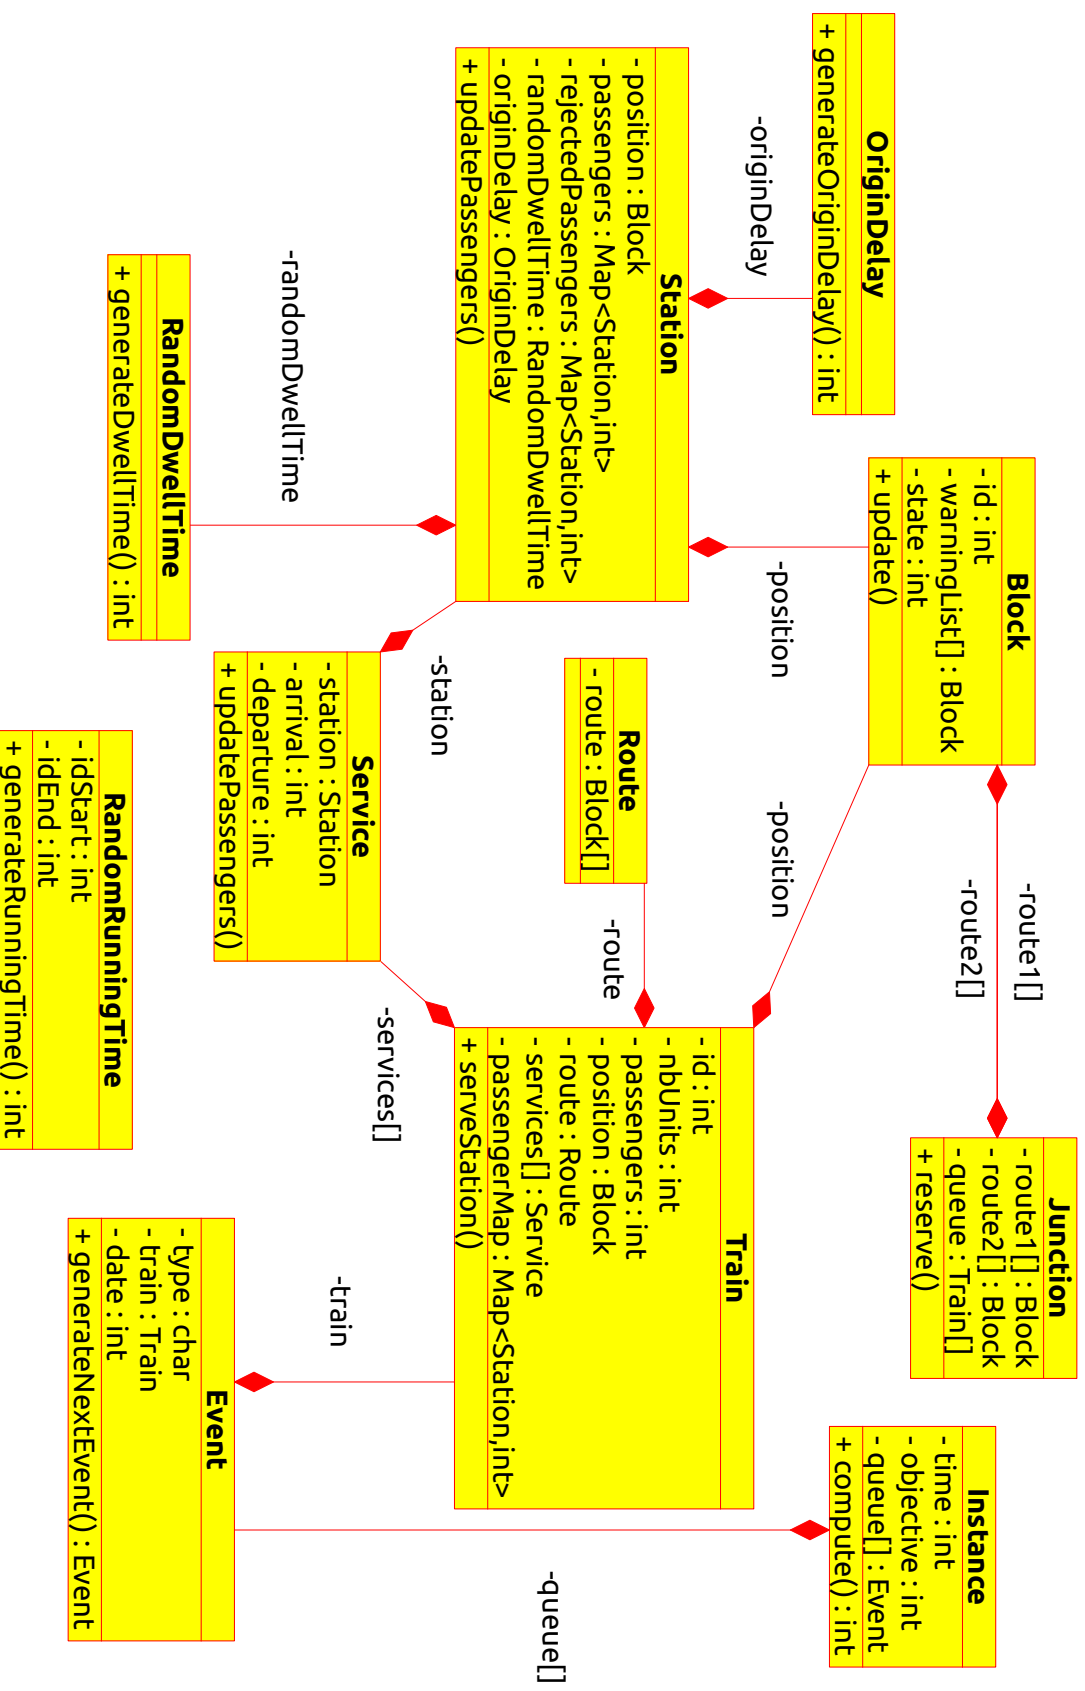 OriginDelay
+ generateOriginDelay() : int
-originDelay
Station
- position : Block
- passengers : Map<Station,int>
- rejectedPassengers : Map<Station,int>
- randomDwellTime : RandomDwellTime
- originDelay : OriginDelay
+ updatePassengers()
-randomDwellTime
RandomDwellTime
+ generateDwellTime() : int
Block
- id : int
- warningList[] : Block
- state : int
+ update()
-position
-station
Route
- route : Block[]
-position
-route
Service
- station : Station
- arrival : int
- departure : int
+ updatePassengers()
-services[]
RandomRunningTime
- idStart : int
- idEnd : int
+ generateRunningTime() : int
-route1[]
-route2[]
Junction
- route1[] : Block
- route2[] : Block
- queue : Train[]
+ reserve()
Train
- id : int
- nbUnits : int
- passengers : int
- position : Block
- route : Route
- services[] : Service
- passengerMap : Map<Station,int>
+ serveStation()
-train
Event
- type : char
- train : Train
- date : int
+ generateNextEvent() : Event
Instance
- time : int
- objective : int
- queue[] : Event
+ compute() : int
-queue[]